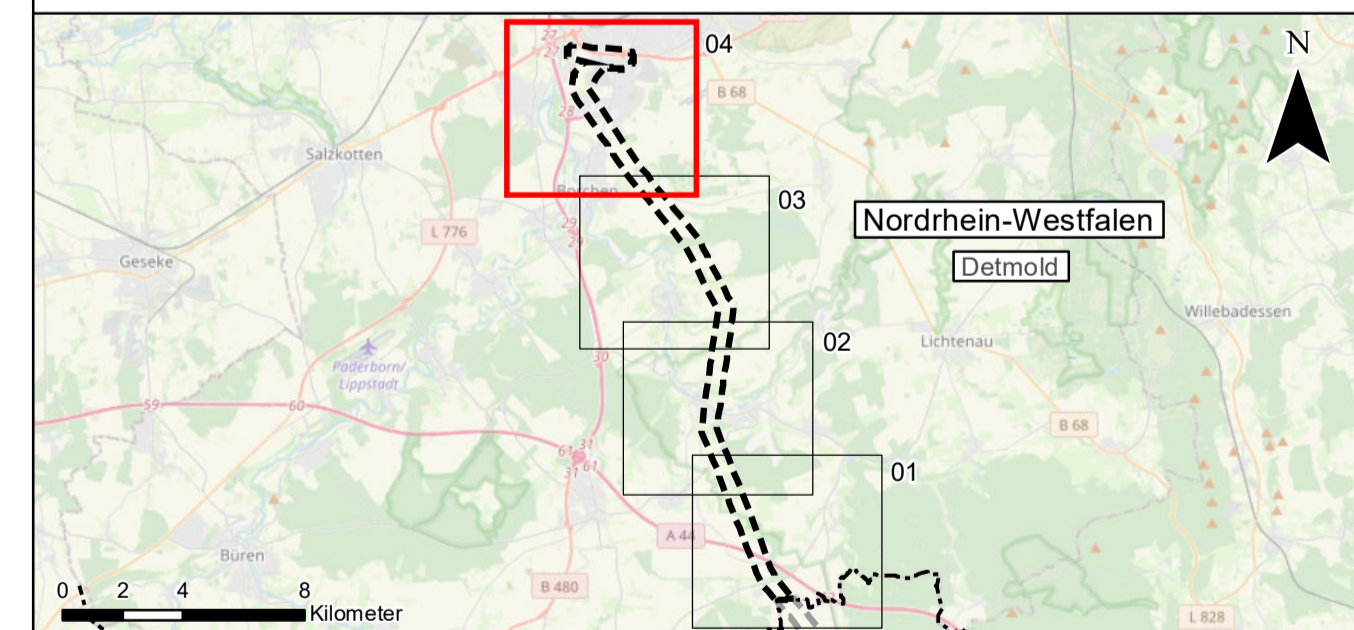 27
27
04
N
B 68
28
Salzkotten
Borchen
03
Nordrhein-Westfalen
L 776
29
29
Detmold
Geseke
Willebadessen
02
Lichtenau
30
Paderborn/
Lippstadt
59
60
B 68
61 31
31 61
01
A 44
Büren
B 480
0 2 4 8
Kilometer
L 828